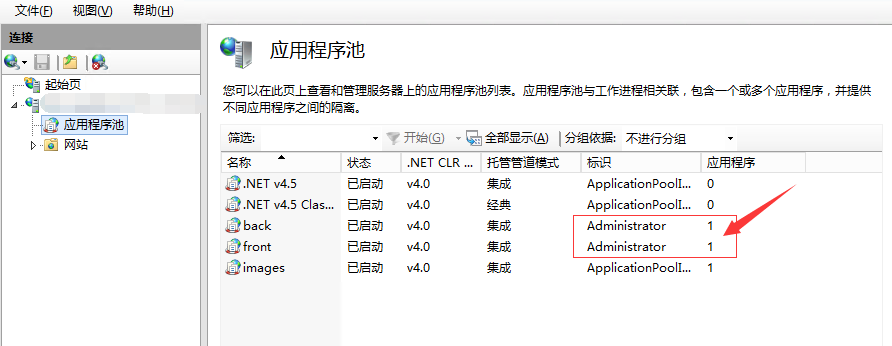 文件(F) 视图(V) 帮助(H)
连接
起始页
应用程序池
网站
应用程序池
您可以在此页上查看和管理服务器上的应用程序池列表。应用程序池与工作进程相关联，包含一个或多个应用程序，并提供
不同应用程序之间的隔离。
筛选: 开始(G) 全部显示(A) 分组依据: 不进行分组
名称 状态 .NET CLR ... 托管管道模式 标识 应用程序
.NET v4.5 已启动 v4.0 集成 ApplicationPoolI... 0
.NET v4.5 Clas... 已启动 v4.0 经典 ApplicationPoolI... 0
back 已启动 v4.0 集成 Administrator 1
front 已启动 v4.0 集成 Administrator 1
images 已启动 v4.0 集成 ApplicationPoolI... 1